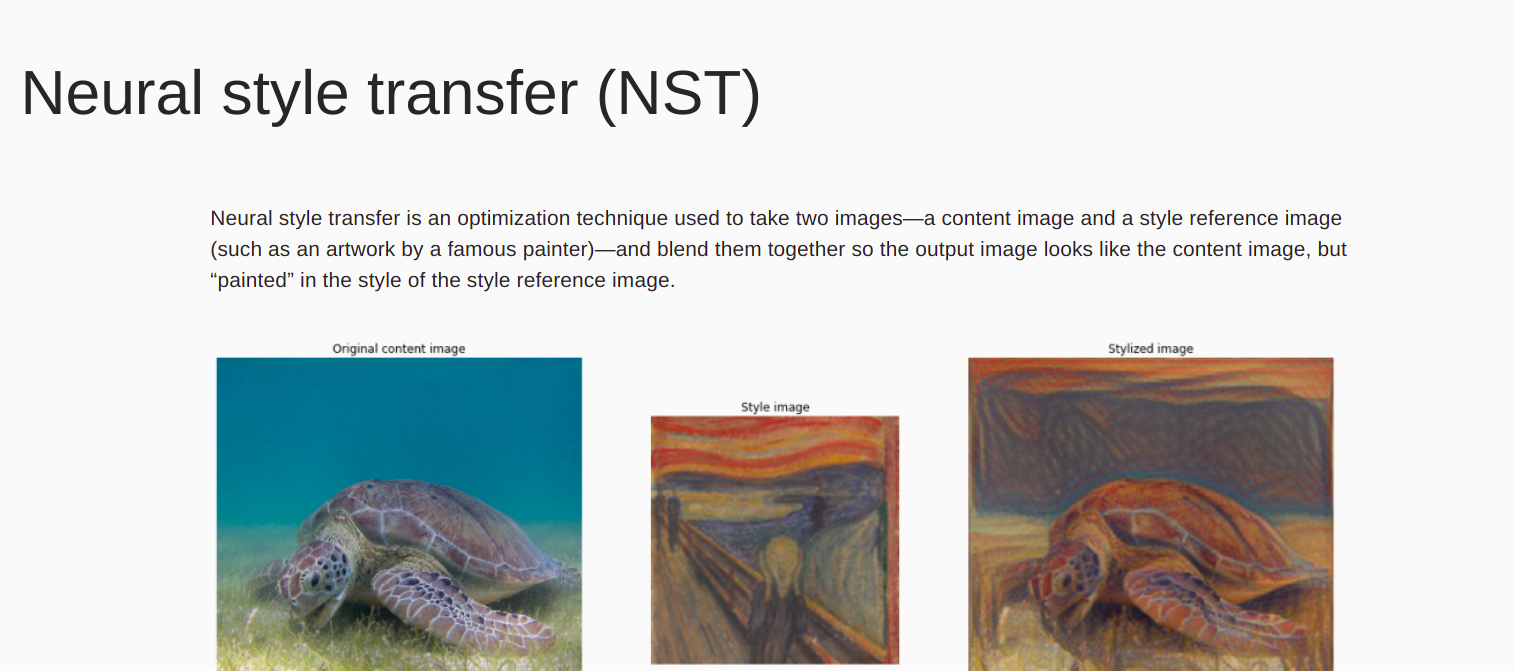 Neural style transfer (NST)
Neural style transfer is an optimization technique used to take two images—a content image and a style reference image
(such as an artwork by a famous painter)—and blend them together so the output image looks like the content image, but
“painted” in the style of the style reference image.
Original content image
Style image
Stylized image